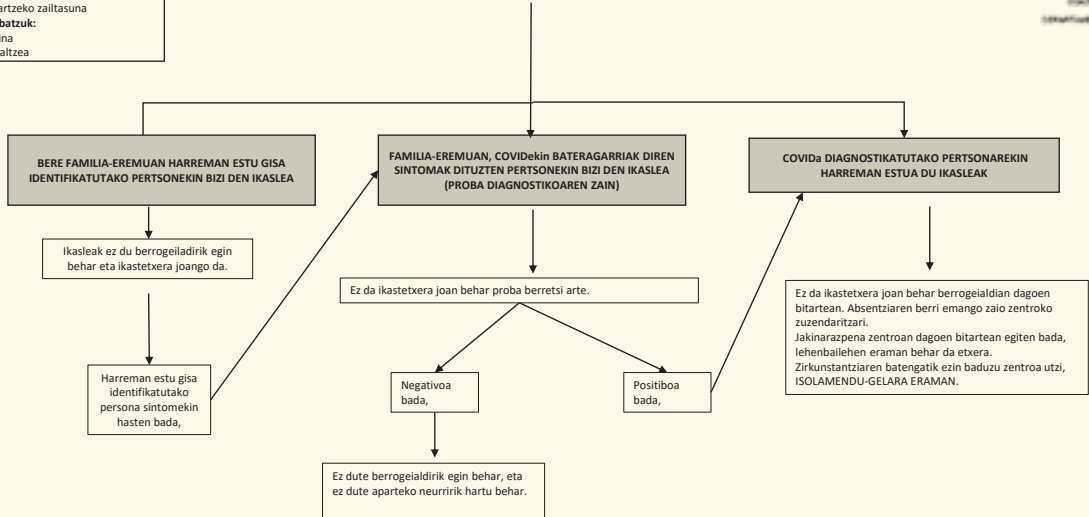 artzeko zailtasuna
batzuk:
ina
altzea
BERE FAMILIA-EREMUAN HARREMAN ESTU GISA
IDENTIFIKATUTAKO PERTSONEKIN BIZI DEN IKASLEA
FAMILIA-EREMUAN, COVIDekin BATERAGARRIAK DIREN
SINTOMAK DITUZTEN PERTSONEKIN BIZI DEN IKASLEA
(PROBA DIAGNOSTIKOAREN ZAIN)
COVIDa DIAGNOSTIKATUTAKO PERTSONAREKIN
HARREMAN ESTUA DU IKASLEAK
Ikasleak ez du berrogeiladirik egin
behar eta ikastetxera joango da.
Ez da ikastetxera joan behar proba berretsi arte.
Ez da ikastetxera joan behar berrogeialdian dagoen
bitartean. Absentziaren berri emango zaio zentroko
zuzendaritzari.
Jakinarazpena zentroan dagoen bitartean egiten bada,
lehenbailehen eraman behar da etxera.
Zirkunstantziaren batengatik ezin baduzu zentroa utzi,
ISOLAMENDU-GELARA ERAMAN.
Harreman estu gisa
identifikatutako
persona sintomekin
hasten bada,
Negativoa
bada,
Positiboa
bada,
Ez dute berrogeialdirik egin behar, eta
ez dute aparteko neurririk hartu behar.